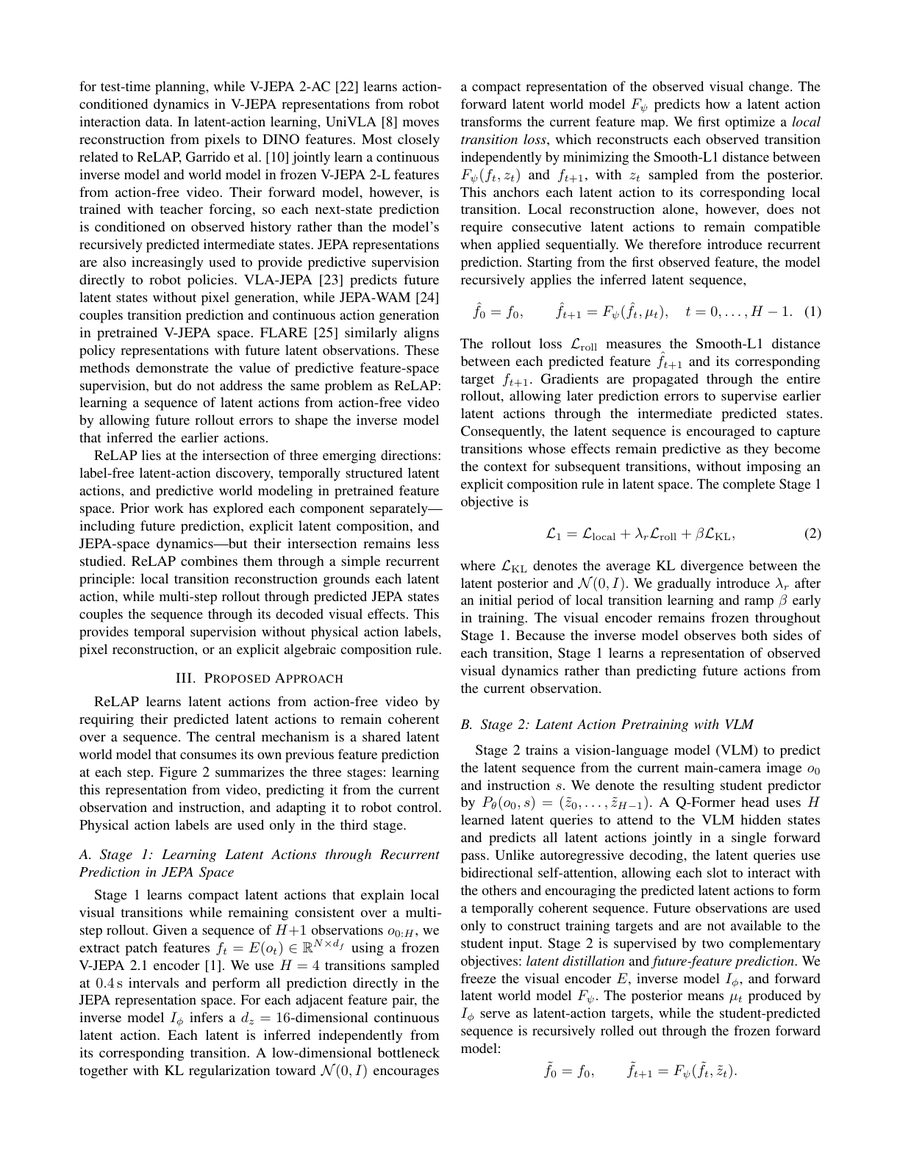 for test-time planning, while V-JEPA 2-AC [22] learns action-
conditioned dynamics in V-JEPA representations from robot
interaction data. In latent-action learning, UniVLA [8] moves
reconstruction from pixels to DINO features. Most closely
related to ReLAP, Garrido et al. [10] jointly learn a continuous
inverse model and world model in frozen V-JEPA 2-L features
from action-free video. Their forward model, however, is
trained with teacher forcing, so each next-state prediction
is conditioned on observed history rather than the model's
recursively predicted intermediate states. JEPA representations
are also increasingly used to provide predictive supervision
directly to robot policies. VLA-JEPA [23] predicts future
latent states without pixel generation, while JEPA-WAM [24]
couples transition prediction and continuous action generation
in pretrained V-JEPA space. FLARE [25] similarly aligns
policy representations with future latent observations. These
methods demonstrate the value of predictive feature-space
supervision, but do not address the same problem as ReLAP:
learning a sequence of latent actions from action-free video
by allowing future rollout errors to shape the inverse model
that inferred the earlier actions.
ReLAP lies at the intersection of three emerging directions:
label-free latent-action discovery, temporally structured latent
actions, and predictive world modeling in pretrained feature
space. Prior work has explored each component separately—
including future prediction, explicit latent composition, and
JEPA-space dynamics—but their intersection remains less
studied. ReLAP combines them through a simple recurrent
principle: local transition reconstruction grounds each latent
action, while multi-step rollout through predicted JEPA states
couples the sequence through its decoded visual effects. This
provides temporal supervision without physical action labels,
pixel reconstruction, or an explicit algebraic composition rule.
III. PROPOSED APPROACH
ReLAP learns latent actions from action-free video by
requiring their predicted latent actions to remain coherent
over a sequence. The central mechanism is a shared latent
world model that consumes its own previous feature prediction
at each step. Figure 2 summarizes the three stages: learning
this representation from video, predicting it from the current
observation and instruction, and adapting it to robot control.
Physical action labels are used only in the third stage.
A. Stage 1: Learning Latent Actions through Recurrent
Prediction in JEPA Space
Stage 1 learns compact latent actions that explain local
visual transitions while remaining consistent over a multi-
step rollout. Given a sequence of H+1 observations o₀:H, we
extract patch features fₜ = E(oₜ) ∈ ℝ^{N×d_f} using a frozen
V-JEPA 2.1 encoder [1]. We use H = 4 transitions sampled
at 0.4 s intervals and perform all prediction directly in the
JEPA representation space. For each adjacent feature pair, the
inverse model I_ϕ infers a d_z = 16-dimensional continuous
latent action. Each latent is inferred independently from
its corresponding transition. A low-dimensional bottleneck
together with KL regularization toward 𝒩(0, I) encourages
a compact representation of the observed visual change. The
forward latent world model F_ψ predicts how a latent action
transforms the current feature map. We first optimize a local
transition loss, which reconstructs each observed transition
independently by minimizing the Smooth-L1 distance between
F_ψ(fₜ, zₜ) and fₜ₊₁, with zₜ sampled from the posterior.
This anchors each latent action to its corresponding local
transition. Local reconstruction alone, however, does not
require consecutive latent actions to remain compatible
when applied sequentially. We therefore introduce recurrent
prediction. Starting from the first observed feature, the model
recursively applies the inferred latent sequence,
f̂₀ = f₀, f̂ₜ₊₁ = F_ψ(f̂ₜ, μₜ), t = 0, . . . , H − 1. (1)
The rollout loss ℒ_roll measures the Smooth-L1 distance
between each predicted feature f̂ₜ₊₁ and its corresponding
target fₜ₊₁. Gradients are propagated through the entire
rollout, allowing later prediction errors to supervise earlier
latent actions through the intermediate predicted states.
Consequently, the latent sequence is encouraged to capture
transitions whose effects remain predictive as they become
the context for subsequent transitions, without imposing an
explicit composition rule in latent space. The complete Stage 1
objective is
ℒ₁ = ℒ_local + λᵣℒ_roll + βℒ_KL, (2)
where ℒ_KL denotes the average KL divergence between the
latent posterior and 𝒩(0, I). We gradually introduce λᵣ after
an initial period of local transition learning and ramp β early
in training. The visual encoder remains frozen throughout
Stage 1. Because the inverse model observes both sides of
each transition, Stage 1 learns a representation of observed
visual dynamics rather than predicting future actions from
the current observation.
B. Stage 2: Latent Action Pretraining with VLM
Stage 2 trains a vision-language model (VLM) to predict
the latent sequence from the current main-camera image o₀
and instruction s. We denote the resulting student predictor
by P_θ(o₀, s) = (z̃₀, . . . , z̃_{H−1}). A Q-Former head uses H
learned latent queries to attend to the VLM hidden states
and predicts all latent actions jointly in a single forward
pass. Unlike autoregressive decoding, the latent queries use
bidirectional self-attention, allowing each slot to interact with
the others and encouraging the predicted latent actions to form
a temporally coherent sequence. Future observations are used
only to construct training targets and are not available to the
student input. Stage 2 is supervised by two complementary
objectives: latent distillation and future-feature prediction. We
freeze the visual encoder E, inverse model I_ϕ, and forward
latent world model F_ψ. The posterior means μₜ produced by
I_ϕ serve as latent-action targets, while the student-predicted
sequence is recursively rolled out through the frozen forward
model:
f̃₀ = f₀, f̃ₜ₊₁ = F_ψ(f̃ₜ, z̃ₜ).